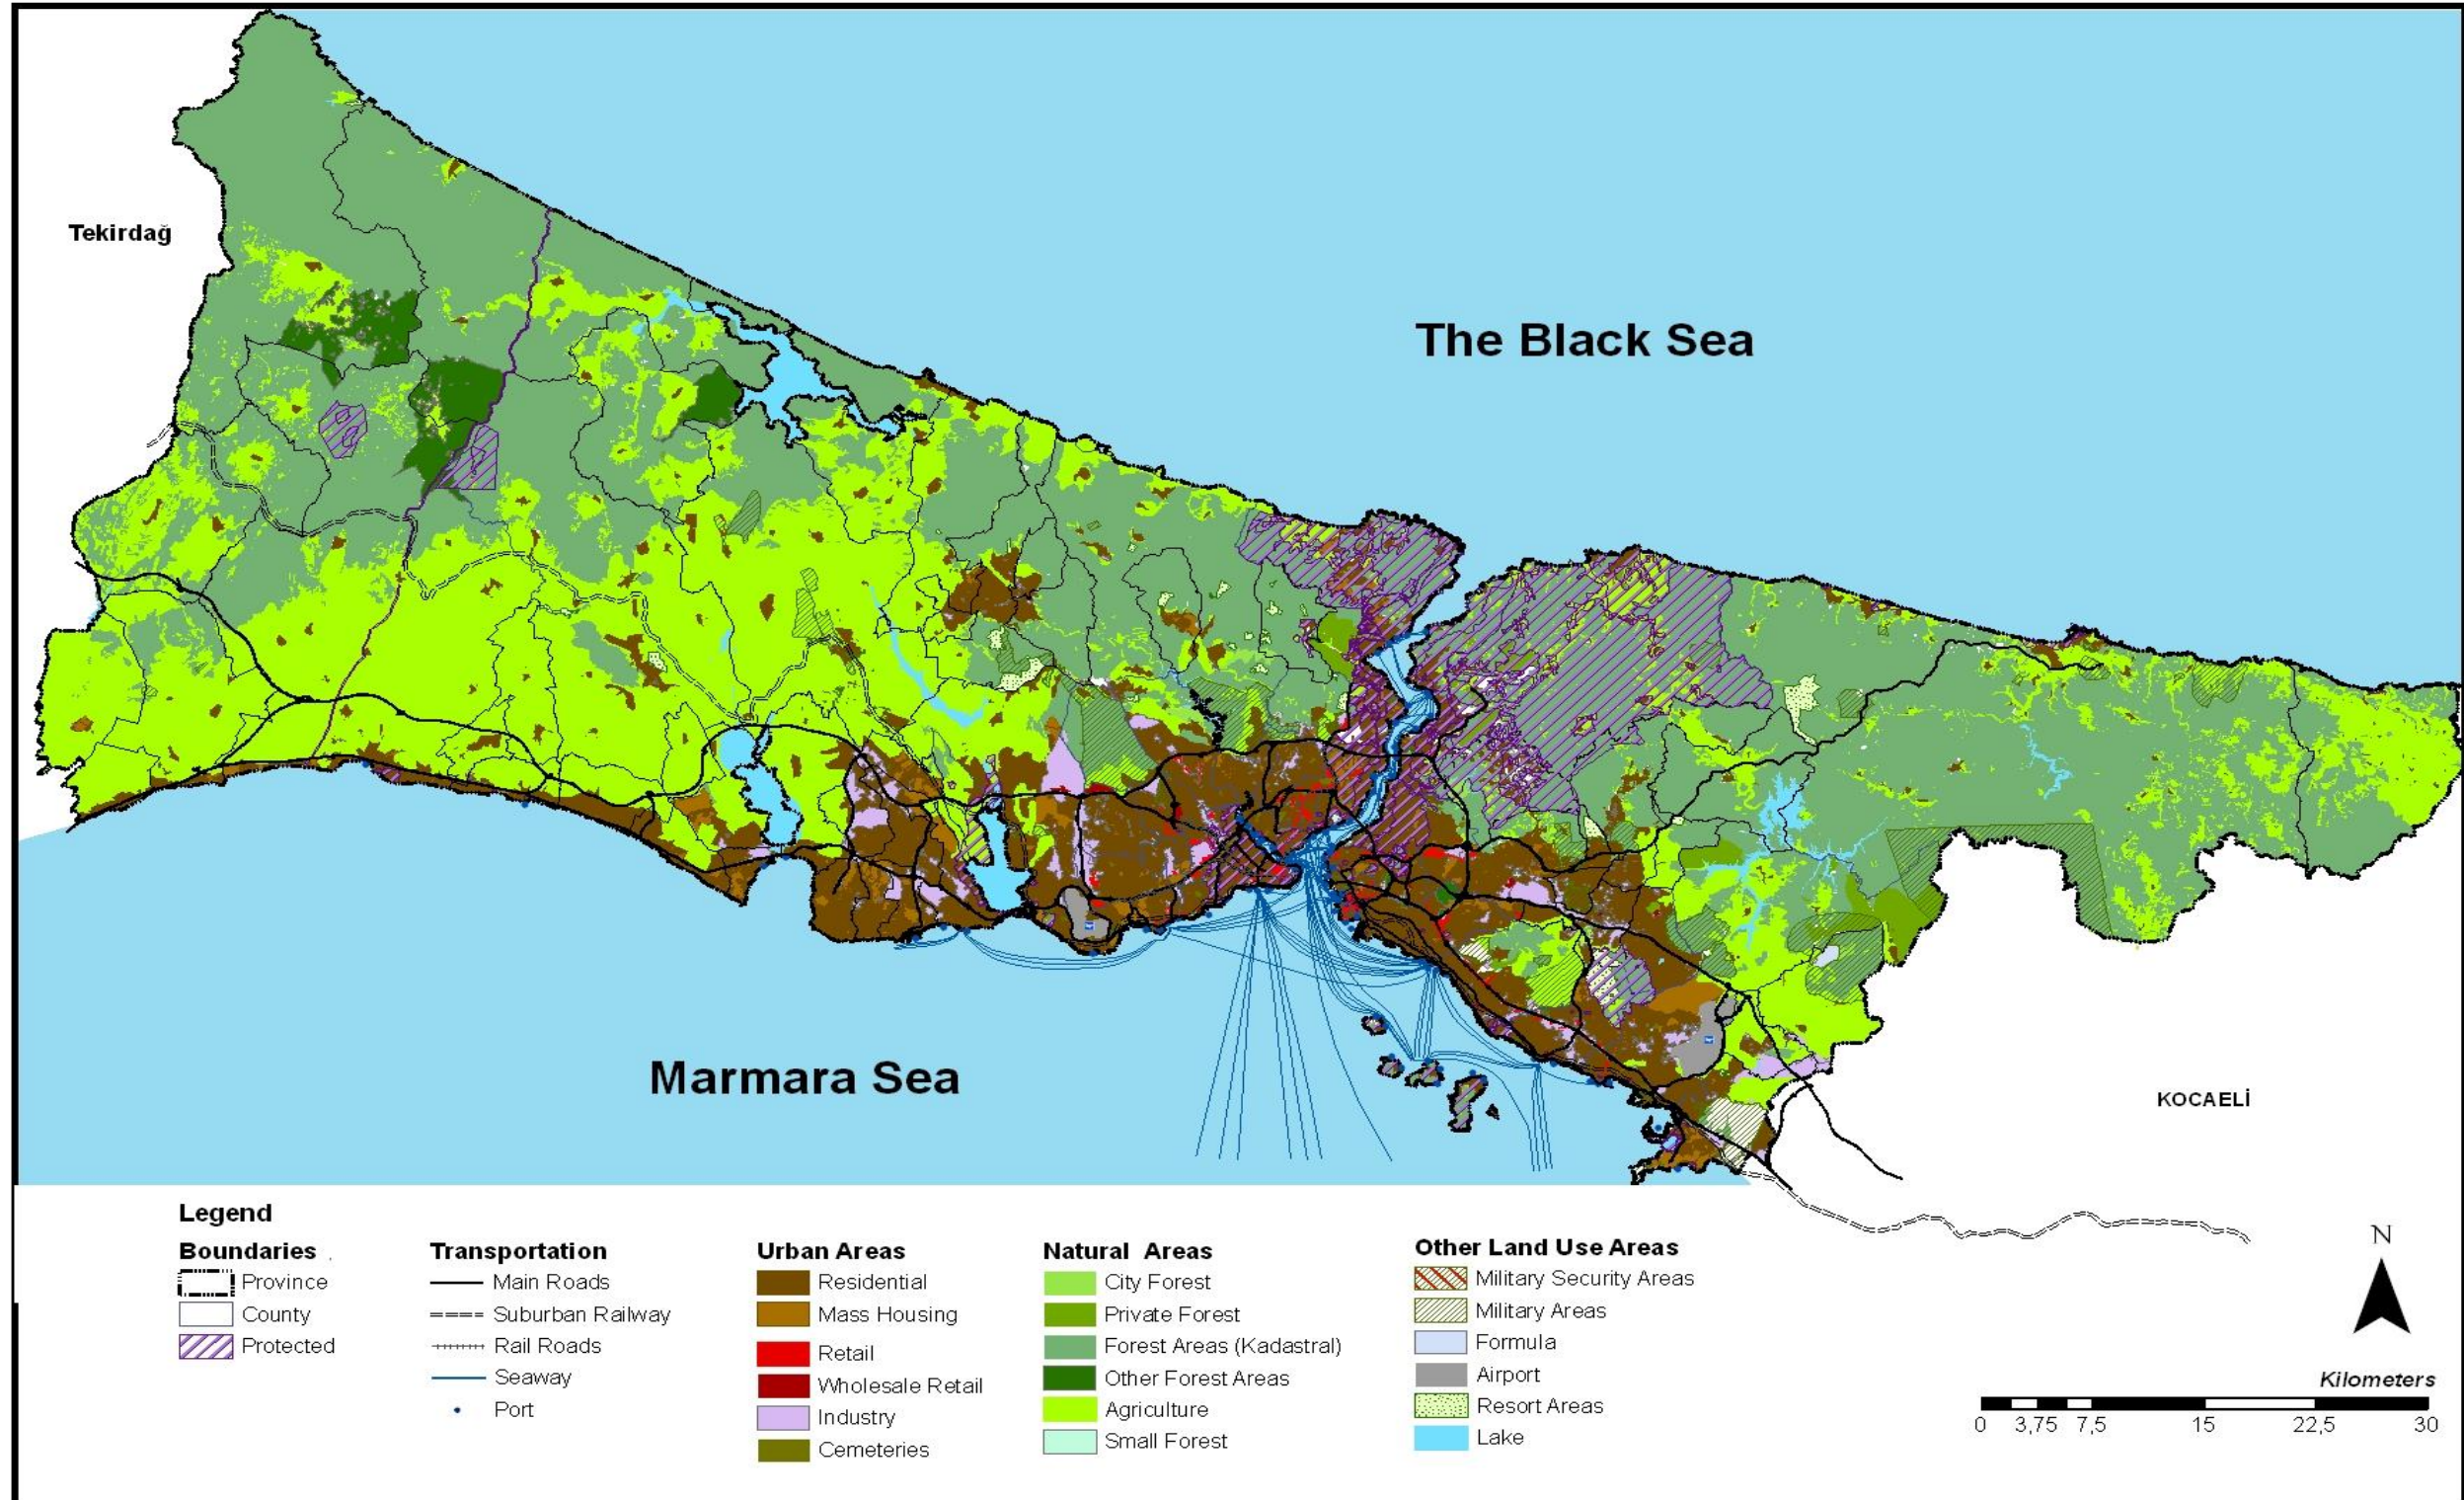 Tekirdağ
The Black Sea
Marmara Sea
KOCAELİ
Legend
Boundaries
Province
County
Protected
Transportation
Main Roads
Suburban Railway
Rail Roads
Seaway
Port
Urban Areas
Residential
Mass Housing
Retail
Wholesale Retail
Industry
Cemeteries
Natural Areas
City Forest
Private Forest
Forest Areas (Kadastral)
Other Forest Areas
Agriculture
Small Forest
Other Land Use Areas
Military Security Areas
Military Areas
Formula
Airport
Resort Areas
Lake
N
Kilometers
0 3,75 7,5 15 22,5 30